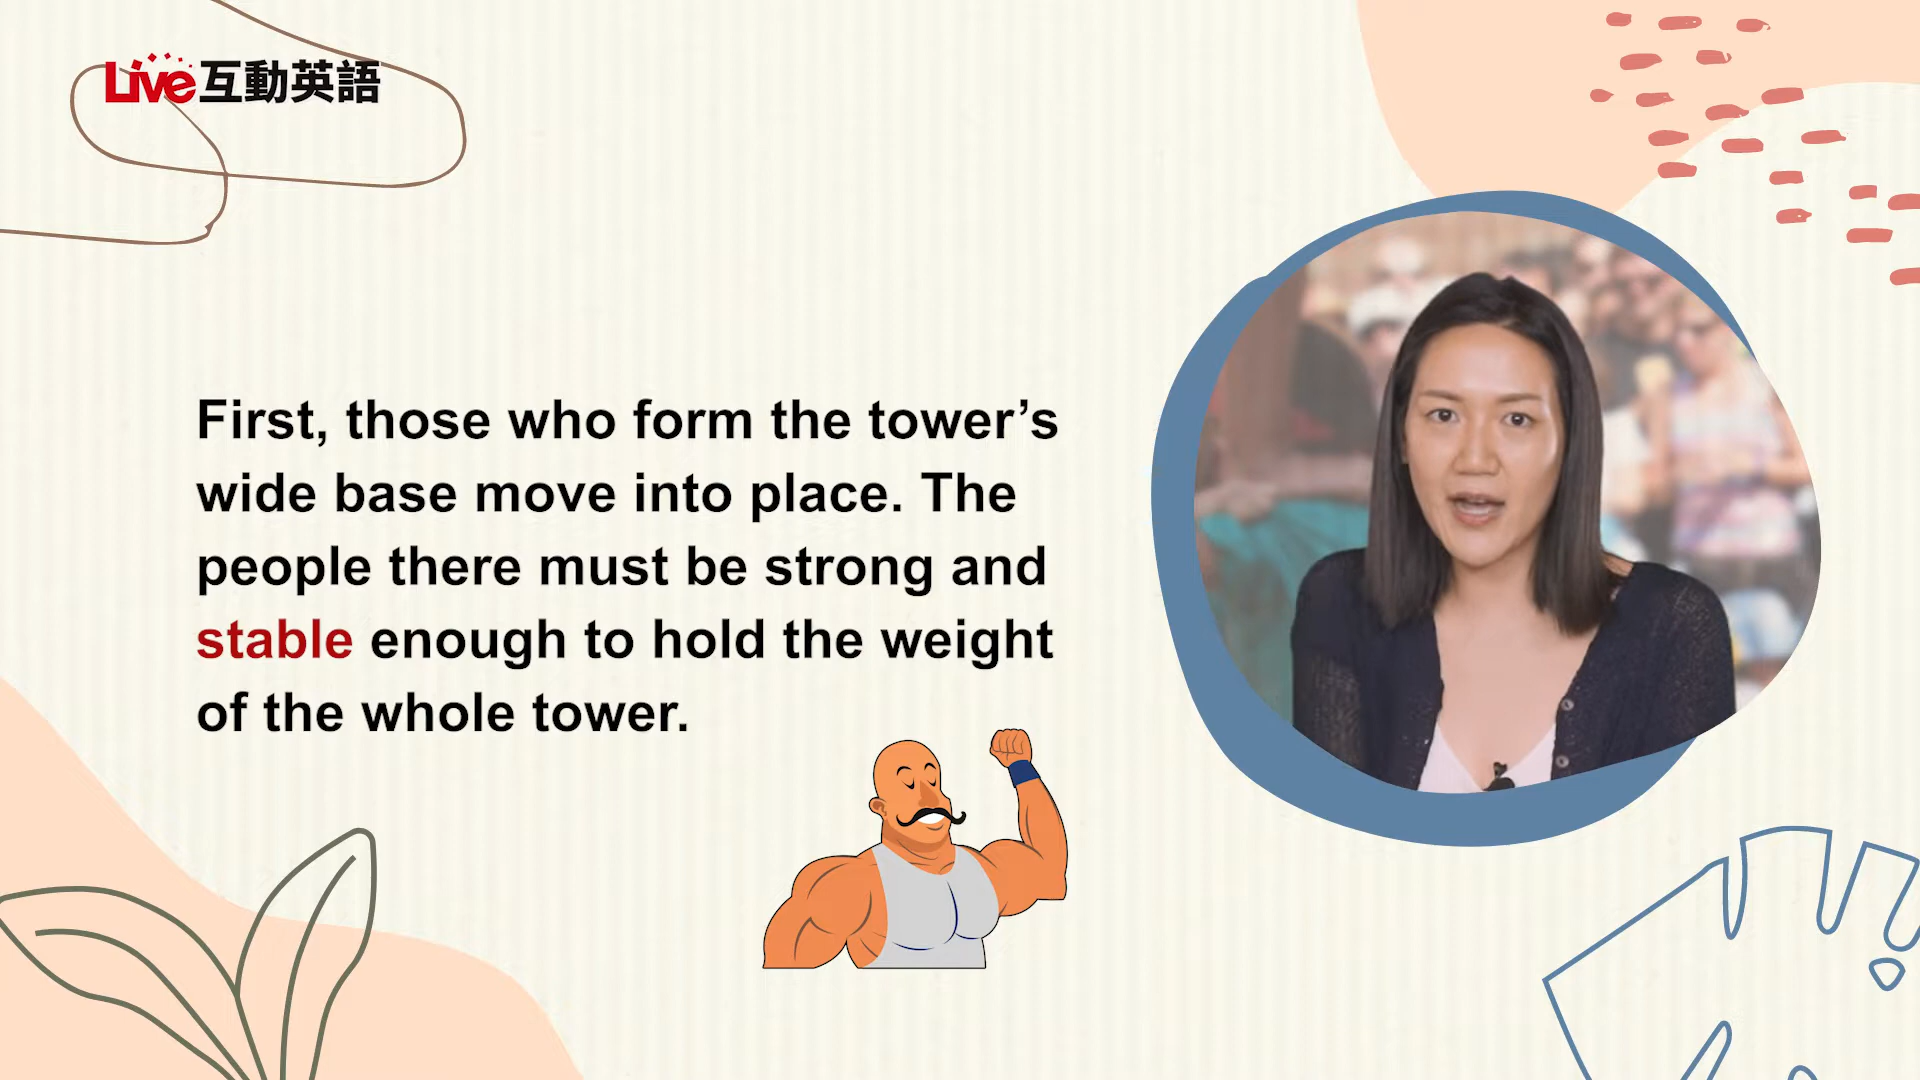 Live互動英語
First, those who form the tower’s
wide base move into place. The
people there must be strong and
stable enough to hold the weight
of the whole tower.